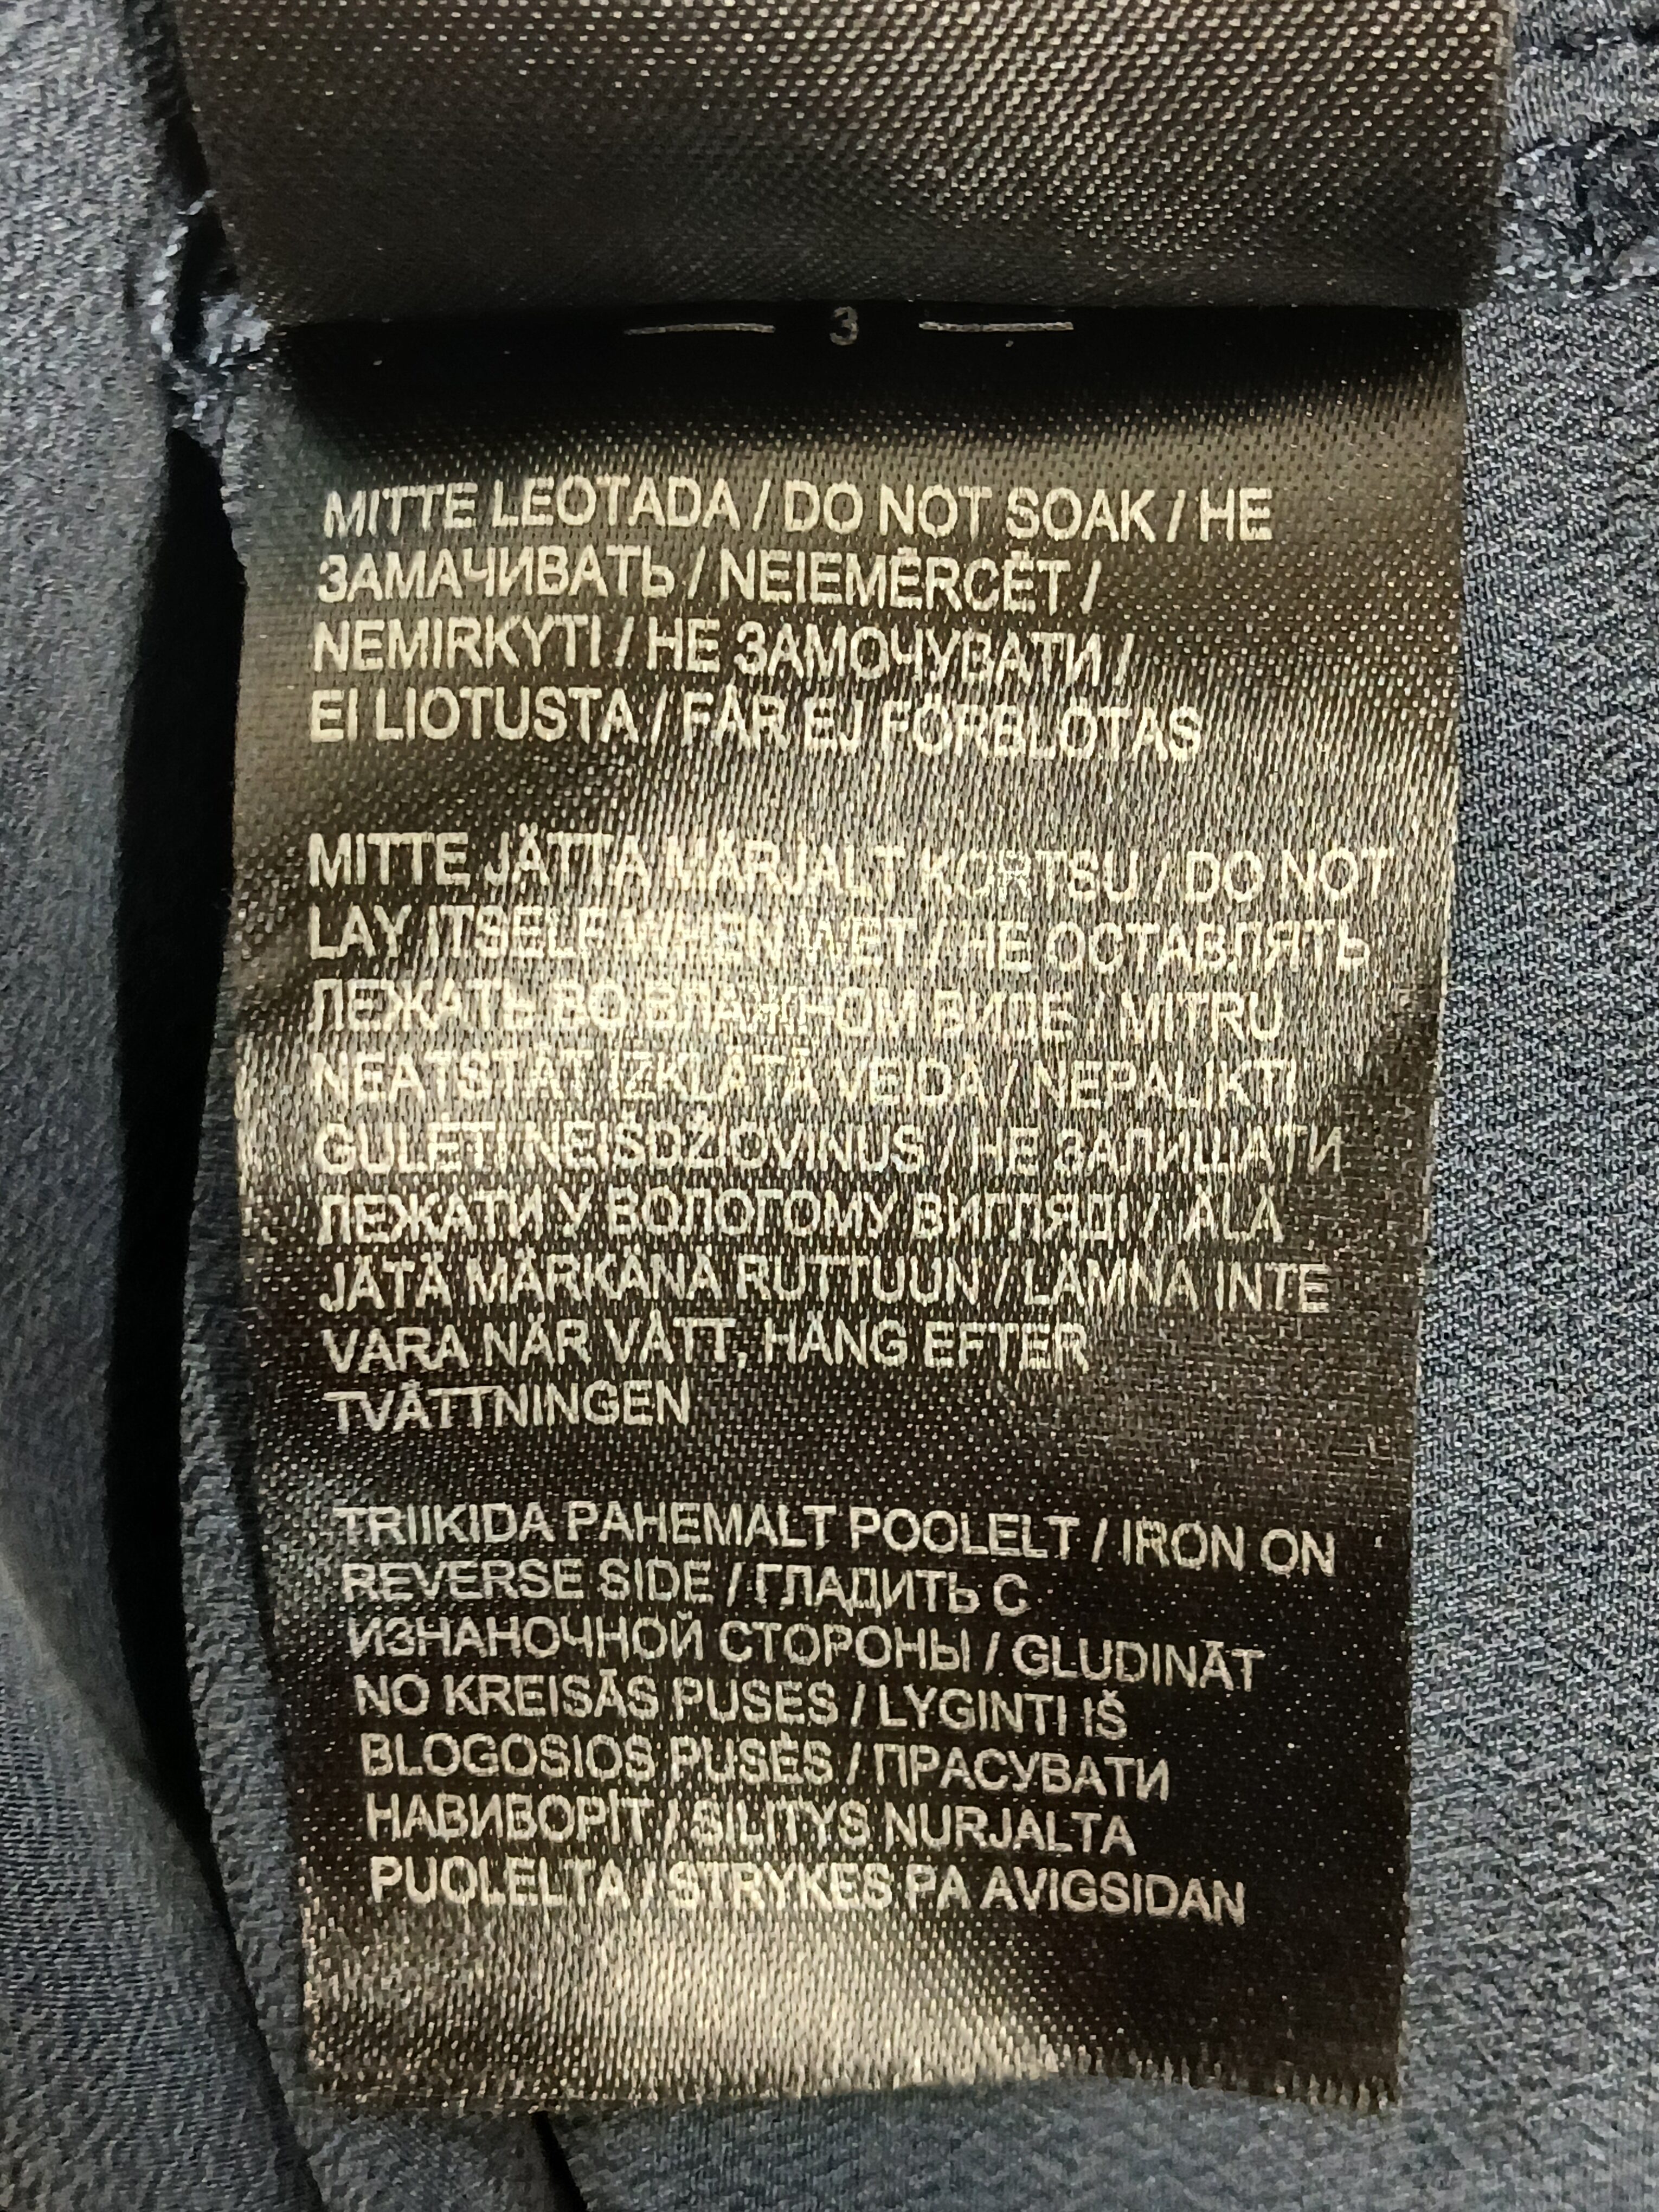 — 3 —
MITTE LEOTADA / DO NOT SOAK / НЕ
ЗАМАЧИВАТЬ / NEIEMĒRCĒT /
NEMIRKYTI / НЕ ЗАМОЧУВАТИ /
EI LIOTUSTA / FÅR EJ FÖRBLÖTAS
MITTE JÄTTA MÄRJALT KORTSU / DO NOT
LAY ITSELF WHEN WET / НЕ ОСТАВЛЯТЬ
ЛЕЖАТЬ ВО ВЛАЖНОМ ВИДЕ / MITRU
NEATSTĀT IZKLĀTĀ VEIDĀ / NEPALIKTI
GULĖTI NEIŠDŽIOVINUS / НЕ ЗАЛИШАТИ
ЛЕЖАТИ У ВОЛОГОМУ ВИГЛЯДІ / ÄLÄ
JÄTÄ MÄRKÄNÄ RUTTUUN / LÄMNA INTE
VARA NÄR VÅTT, HÄNG EFTER
TVÄTTNINGEN
TRIIKIDA PAHEMALT POOLELT / IRON ON
REVERSE SIDE / ГЛАДИТЬ С
ИЗНАНОЧНОЙ СТОРОНЫ / GLUDINĀT
NO KREISĀS PUSES / LYGINTI IŠ
BLOGOSIOS PUSĖS / ПРАСУВАТИ
НАВИВОРІТ / SILITYS NURJALTA
PUOLELTA / STRYKES PÅ AVIGSIDAN